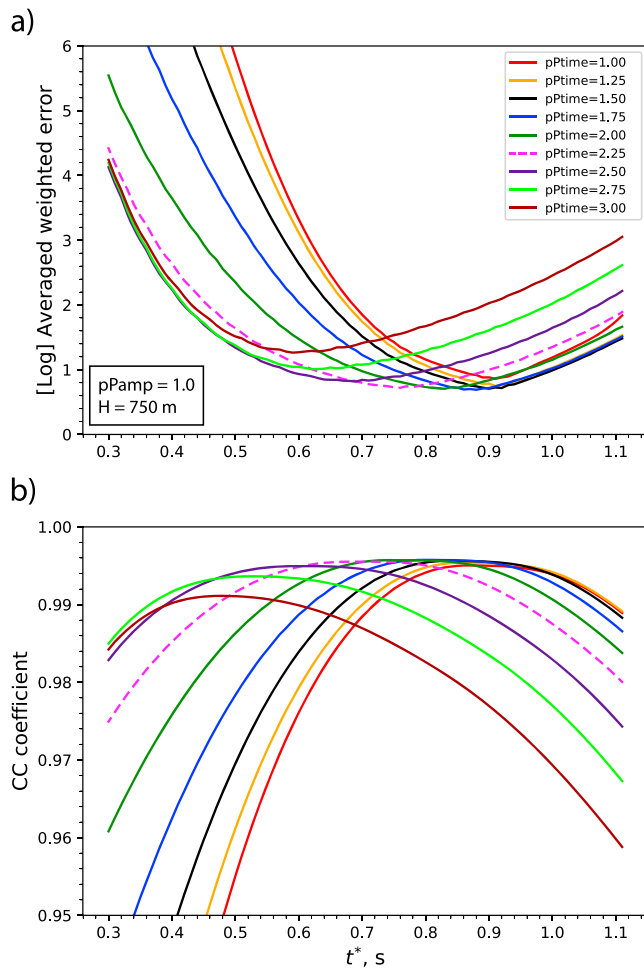 a)
6
5
4
3
2
1
0
[Log] Averaged weighted error
pPtime=1.00
pPtime=1.25
pPtime=1.50
pPtime=1.75
pPtime=2.00
pPtime=2.25
pPtime=2.50
pPtime=2.75
pPtime=3.00
pPamp = 1.0
H = 750 m
0.3 0.4 0.5 0.6 0.7 0.8 0.9 1.0 1.1
b)
1.00
0.99
0.98
0.97
0.96
0.95
CC coefficient
0.3 0.4 0.5 0.6 0.7 0.8 0.9 1.0 1.1
t*, s